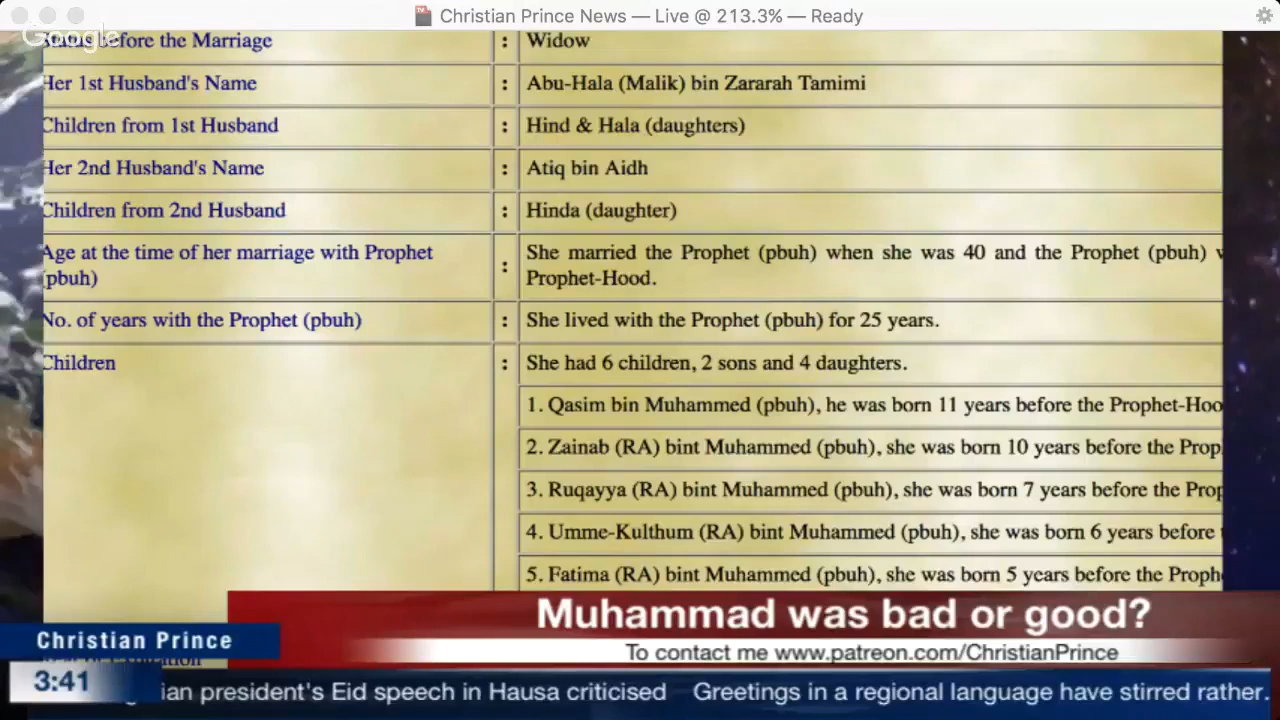 Christian Prince News — Live @ 213.3% — Ready
Google
Status before the Marriage : Widow
Her 1st Husband's Name : Abu-Hala (Malik) bin Zararah Tamimi
Children from 1st Husband : Hind & Hala (daughters)
Her 2nd Husband's Name : Atiq bin Aidh
Children from 2nd Husband : Hinda (daughter)
Age at the time of her marriage with Prophet
(pbuh) :
She married the Prophet (pbuh) when she was 40 and the Prophet (pbuh)
Prophet-Hood.
No. of years with the Prophet (pbuh) : She lived with the Prophet (pbuh) for 25 years.
Children : She had 6 children, 2 sons and 4 daughters.
1. Qasim bin Muhammed (pbuh), he was born 11 years before the Prophet-Hoo
2. Zainab (RA) bint Muhammed (pbuh), she was born 10 years before the Prop
3. Ruqayya (RA) bint Muhammed (pbuh), she was born 7 years before the Prop
4. Umme-Kulthum (RA) bint Muhammed (pbuh), she was born 6 years before
5. Fatima (RA) bint Muhammed (pbuh), she was born 5 years before the Proph
Muhammad was bad or good?
Christian Prince
To contact me www.patreon.com/ChristianPrince
3:41
ian president's Eid speech in Hausa criticised Greetings in a regional language have stirred rather.